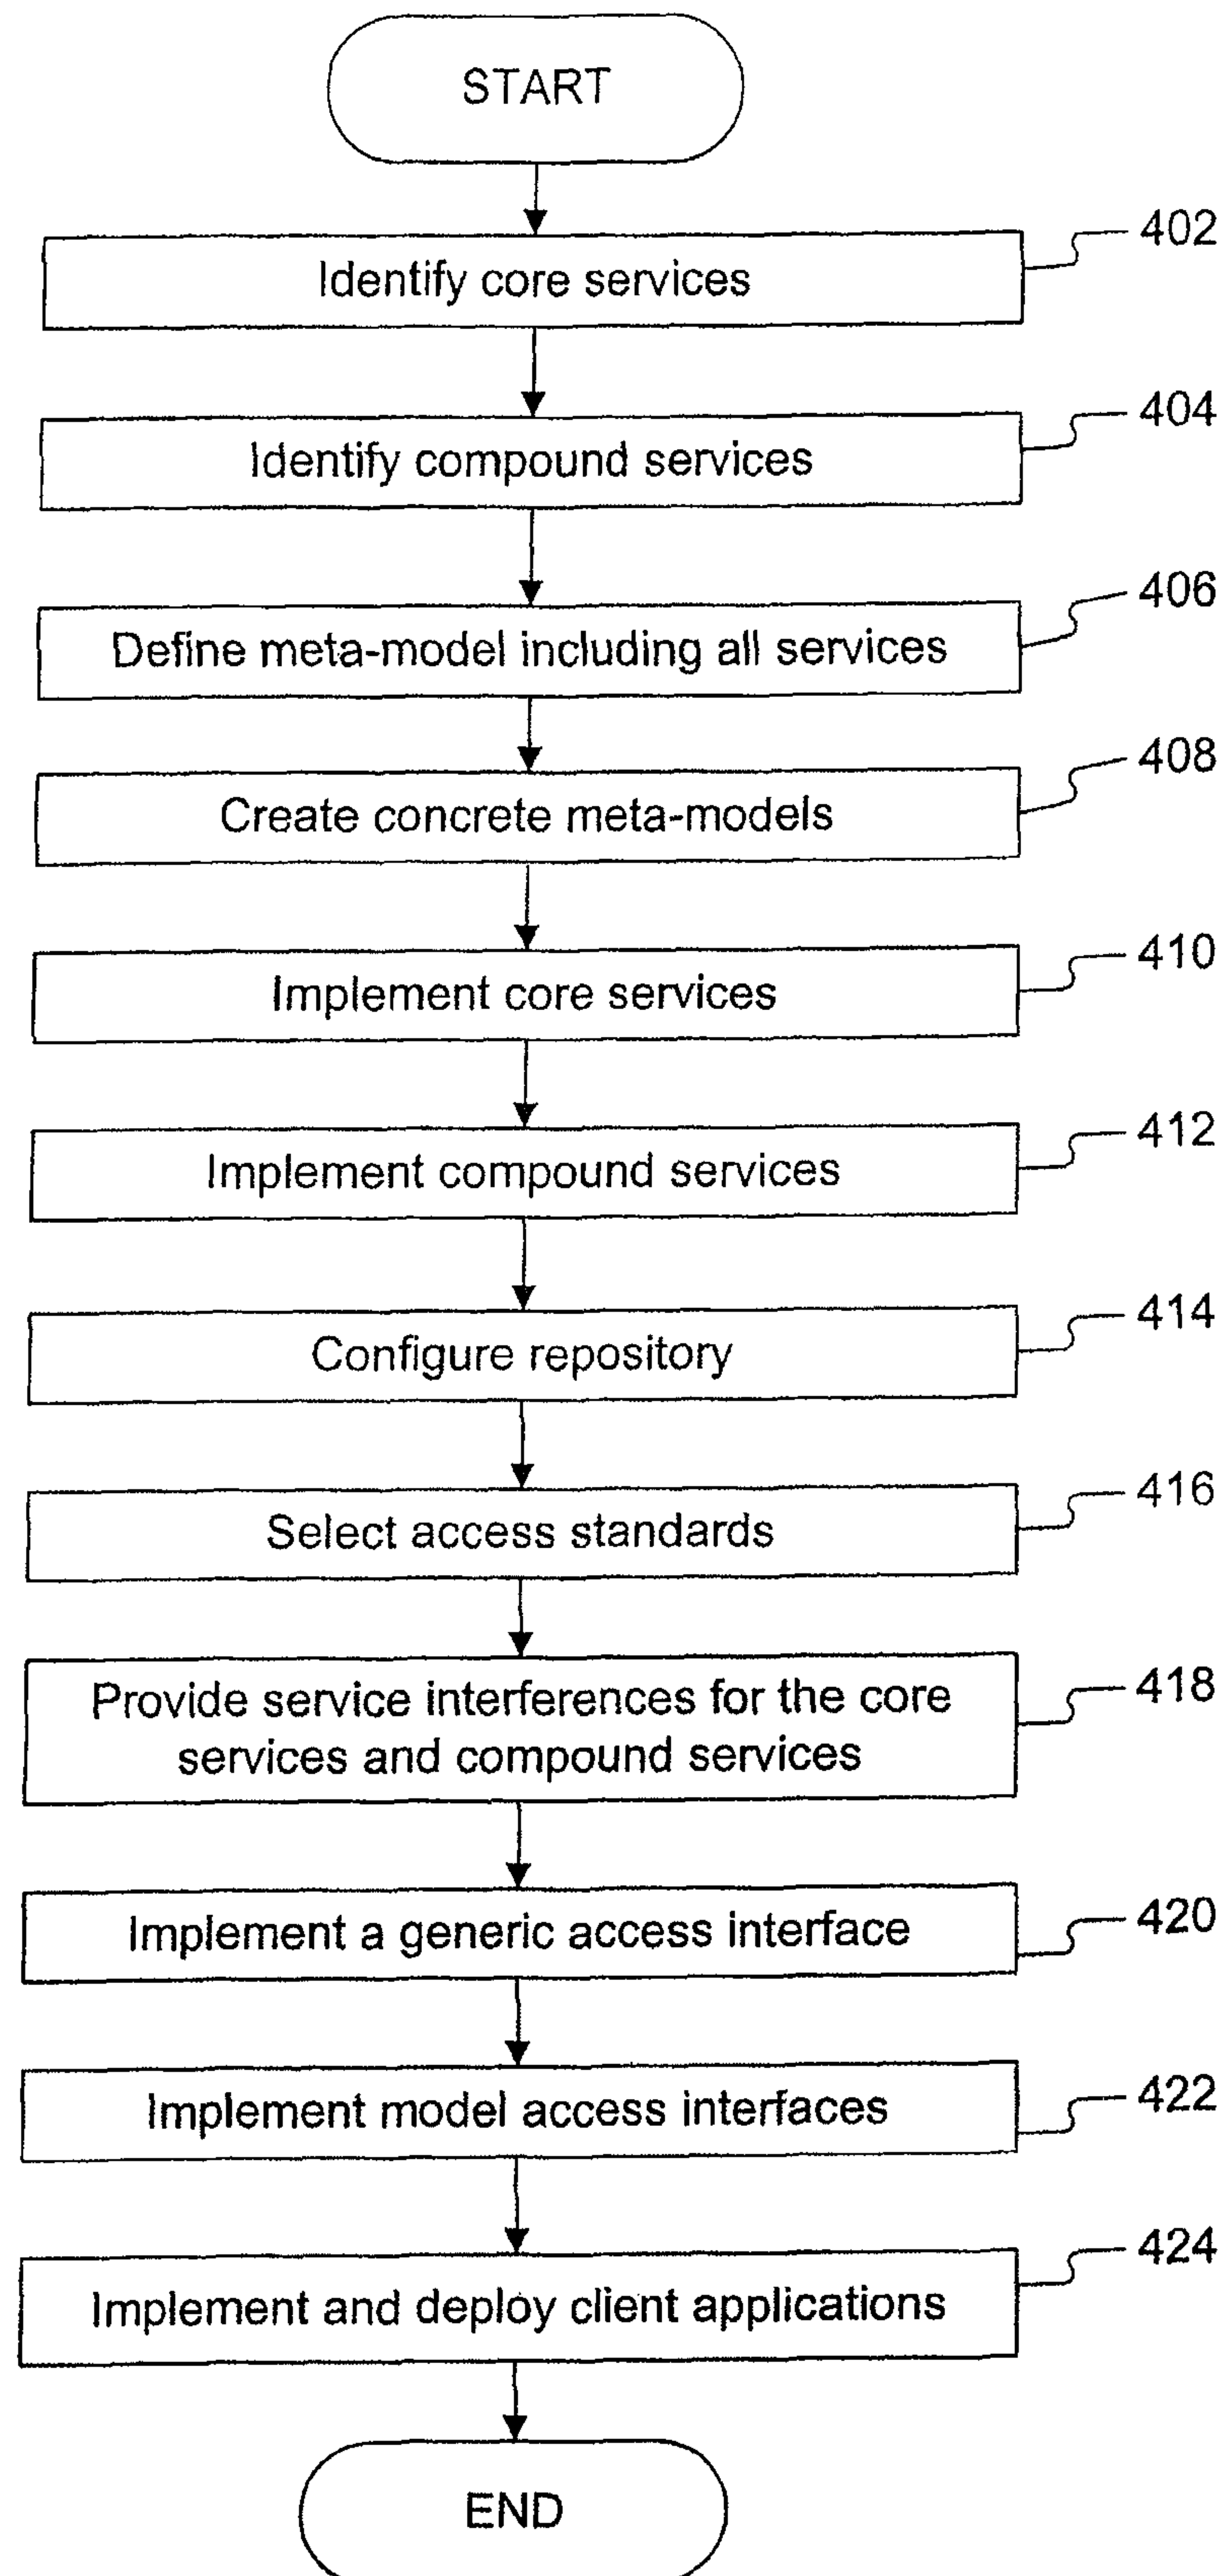 START
402
Identify core services
404
Identify compound services
406
Define meta-model including all services
408
Create concrete meta-models
410
Implement core services
412
Implement compound services
414
Configure repository
416
Select access standards
418
Provide service interferences for the core
services and compound services
420
Implement a generic access interface
422
Implement model access interfaces
424
Implement and deploy client applications
END